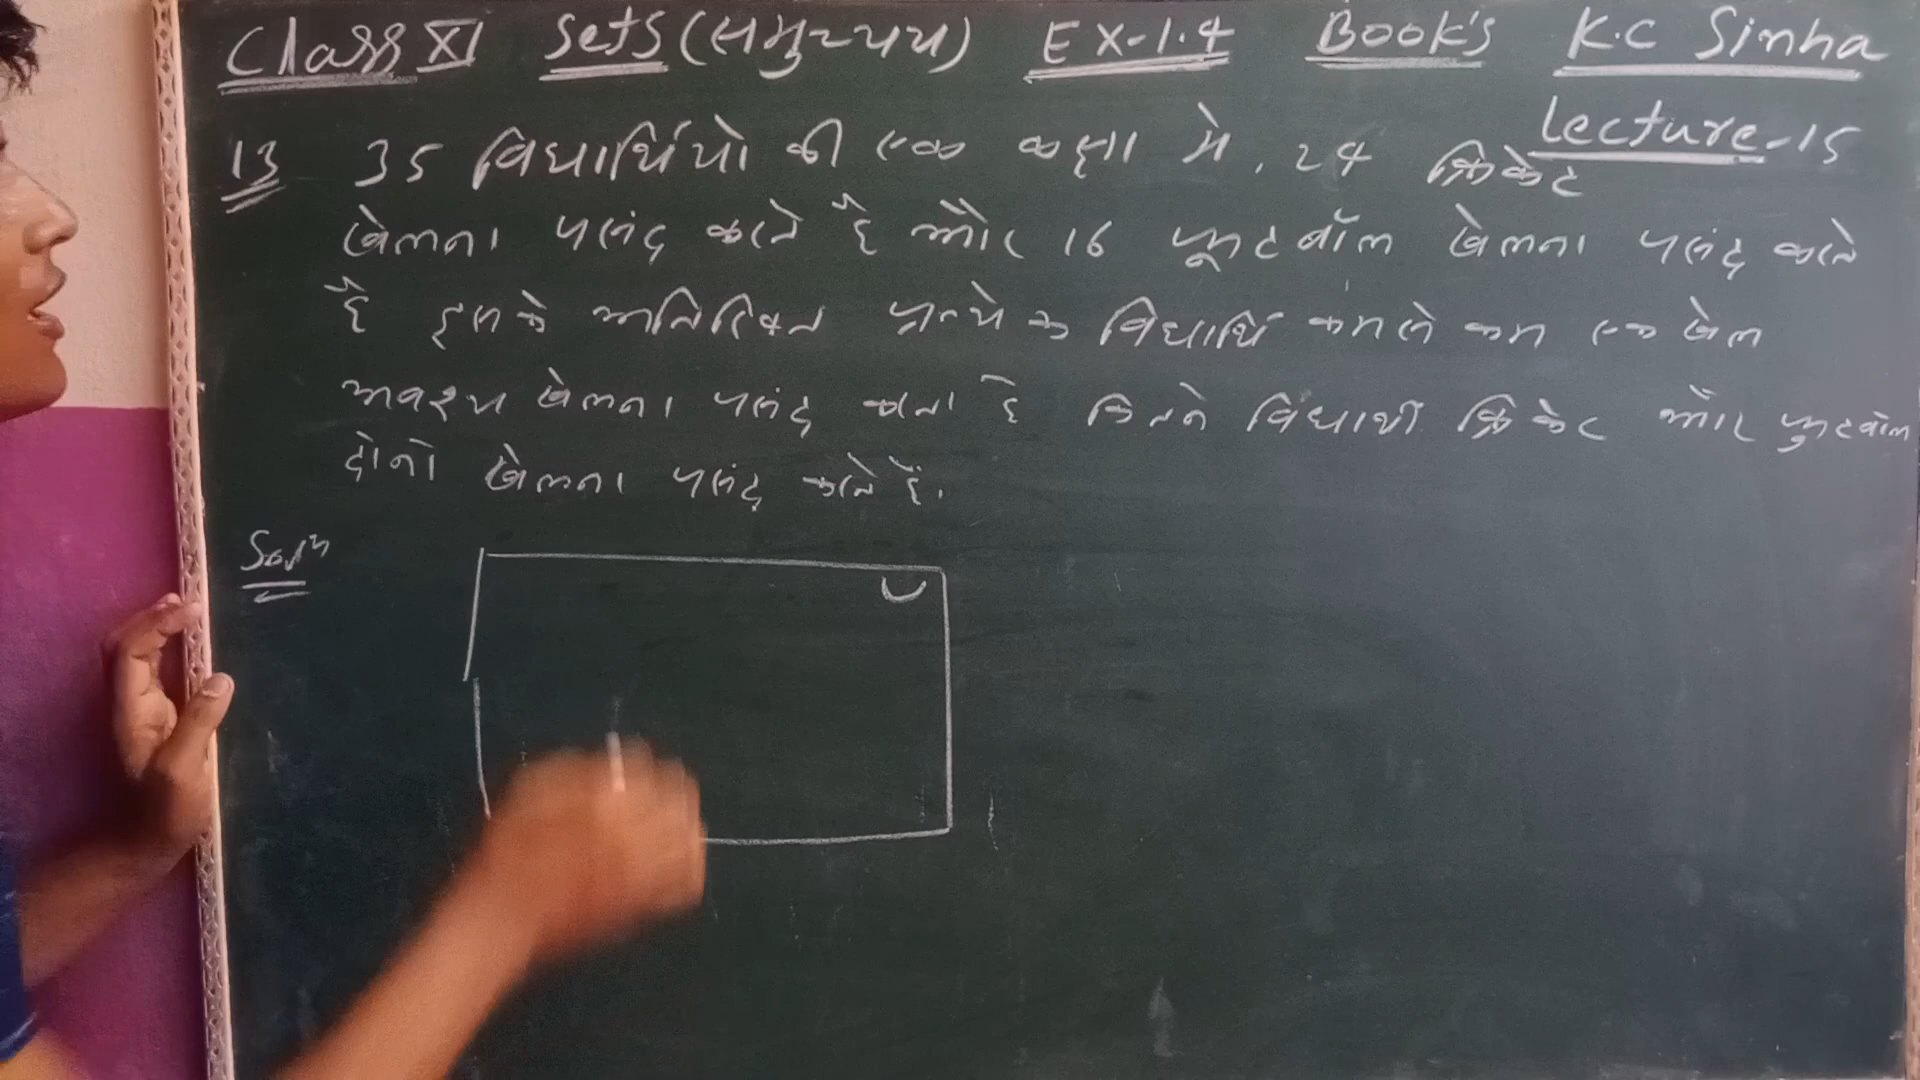 Class XI Sets (समुच्चय) EX-1.4 Book's K.C Sinha
Lecture-15
13 35 विधार्थियो की एक कक्षा मे, 24 क्रिकेट
खेलना पसंद करते है और 16 फूटबॉल खेलना पसंद करते
है इसके अतिरिक्त प्रत्येक विधार्थि कमसे कम एक खेल
अवश्य खेलना पसंद करता है कितने विधार्थी क्रिकेट और फूटबॉल
दोनो खेलना पसंद करते हैं.
Solⁿ
U